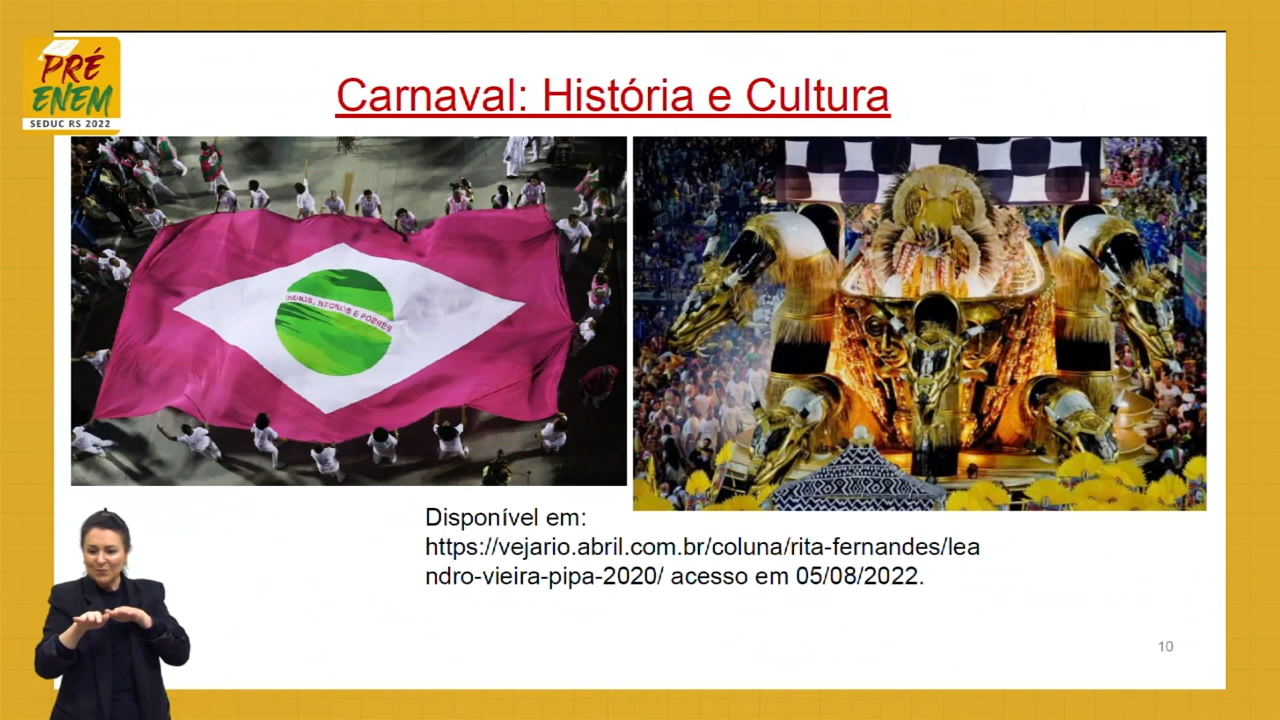 PRÉ
ENEM
SEDUC RS 2022
Carnaval: História e Cultura
ÍNDIOS, NEGROS E POBRES
Disponível em:
https://vejario.abril.com.br/coluna/rita-fernandes/lea
ndro-vieira-pipa-2020/ acesso em 05/08/2022.
10